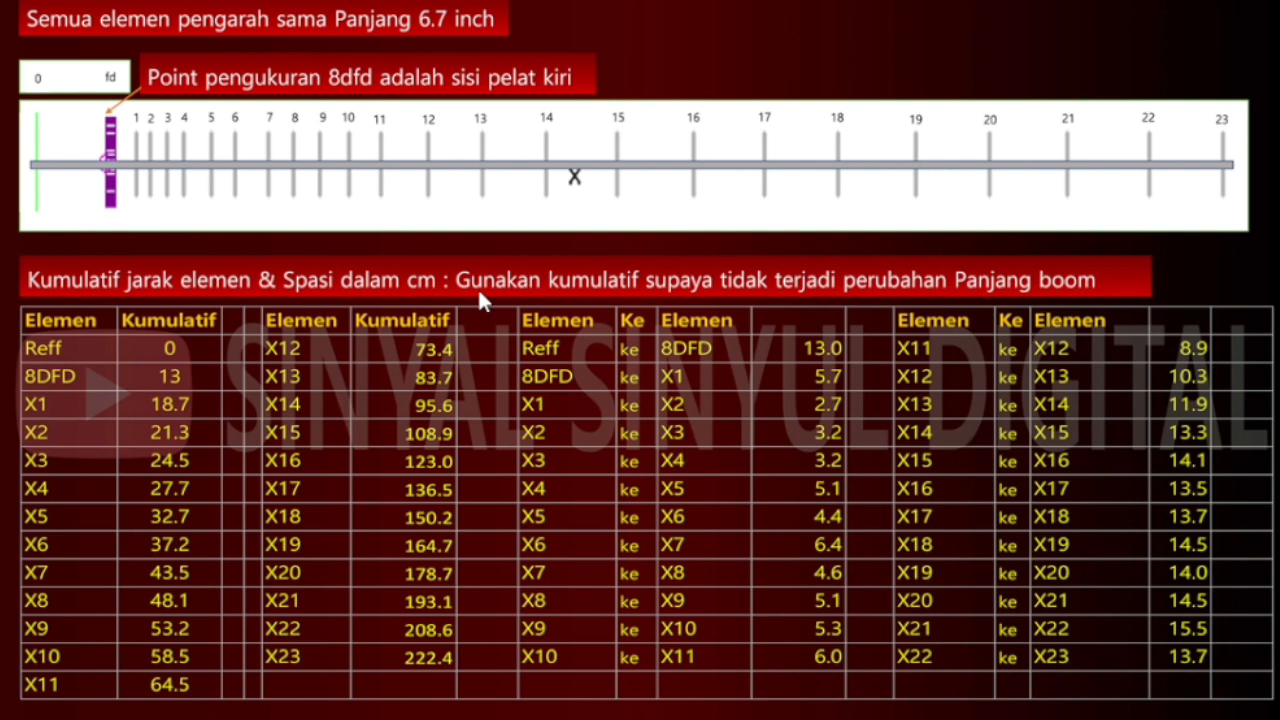 Semua elemen pengarah sama Panjang 6.7 inch
0 fd
Point pengukuran 8dfd adalah sisi pelat kiri
1 2 3 4 5 6 7 8 9 10 11 12 13 14 15 16 17 18 19 20 21 22 23
X
Kumulatif jarak elemen & Spasi dalam cm : Gunakan kumulatif supaya tidak terjadi perubahan Panjang boom
Elemen Kumulatif Elemen Kumulatif Elemen Ke Elemen Elemen Ke Elemen
Reff 0 X12 73.4 Reff ke 8DFD 13.0 X11 ke X12 8.9
8DFD 13 X13 83.7 8DFD ke X1 5.7 X12 ke X13 10.3
X1 18.7 X14 95.6 X1 ke X2 2.7 X13 ke X14 11.9
X2 21.3 X15 108.9 X2 ke X3 3.2 X14 ke X15 13.3
X3 24.5 X16 123.0 X3 ke X4 3.2 X15 ke X16 14.1
X4 27.7 X17 136.5 X4 ke X5 5.1 X16 ke X17 13.5
X5 32.7 X18 150.2 X5 ke X6 4.4 X17 ke X18 13.7
X6 37.2 X19 164.7 X6 ke X7 6.4 X18 ke X19 14.5
X7 43.5 X20 178.7 X7 ke X8 4.6 X19 ke X20 14.0
X8 48.1 X21 193.1 X8 ke X9 5.1 X20 ke X21 14.5
X9 53.2 X22 208.6 X9 ke X10 5.3 X21 ke X22 15.5
X10 58.5 X23 222.4 X10 ke X11 6.0 X22 ke X23 13.7
X11 64.5
SINYAL SINYUL DIGITAL